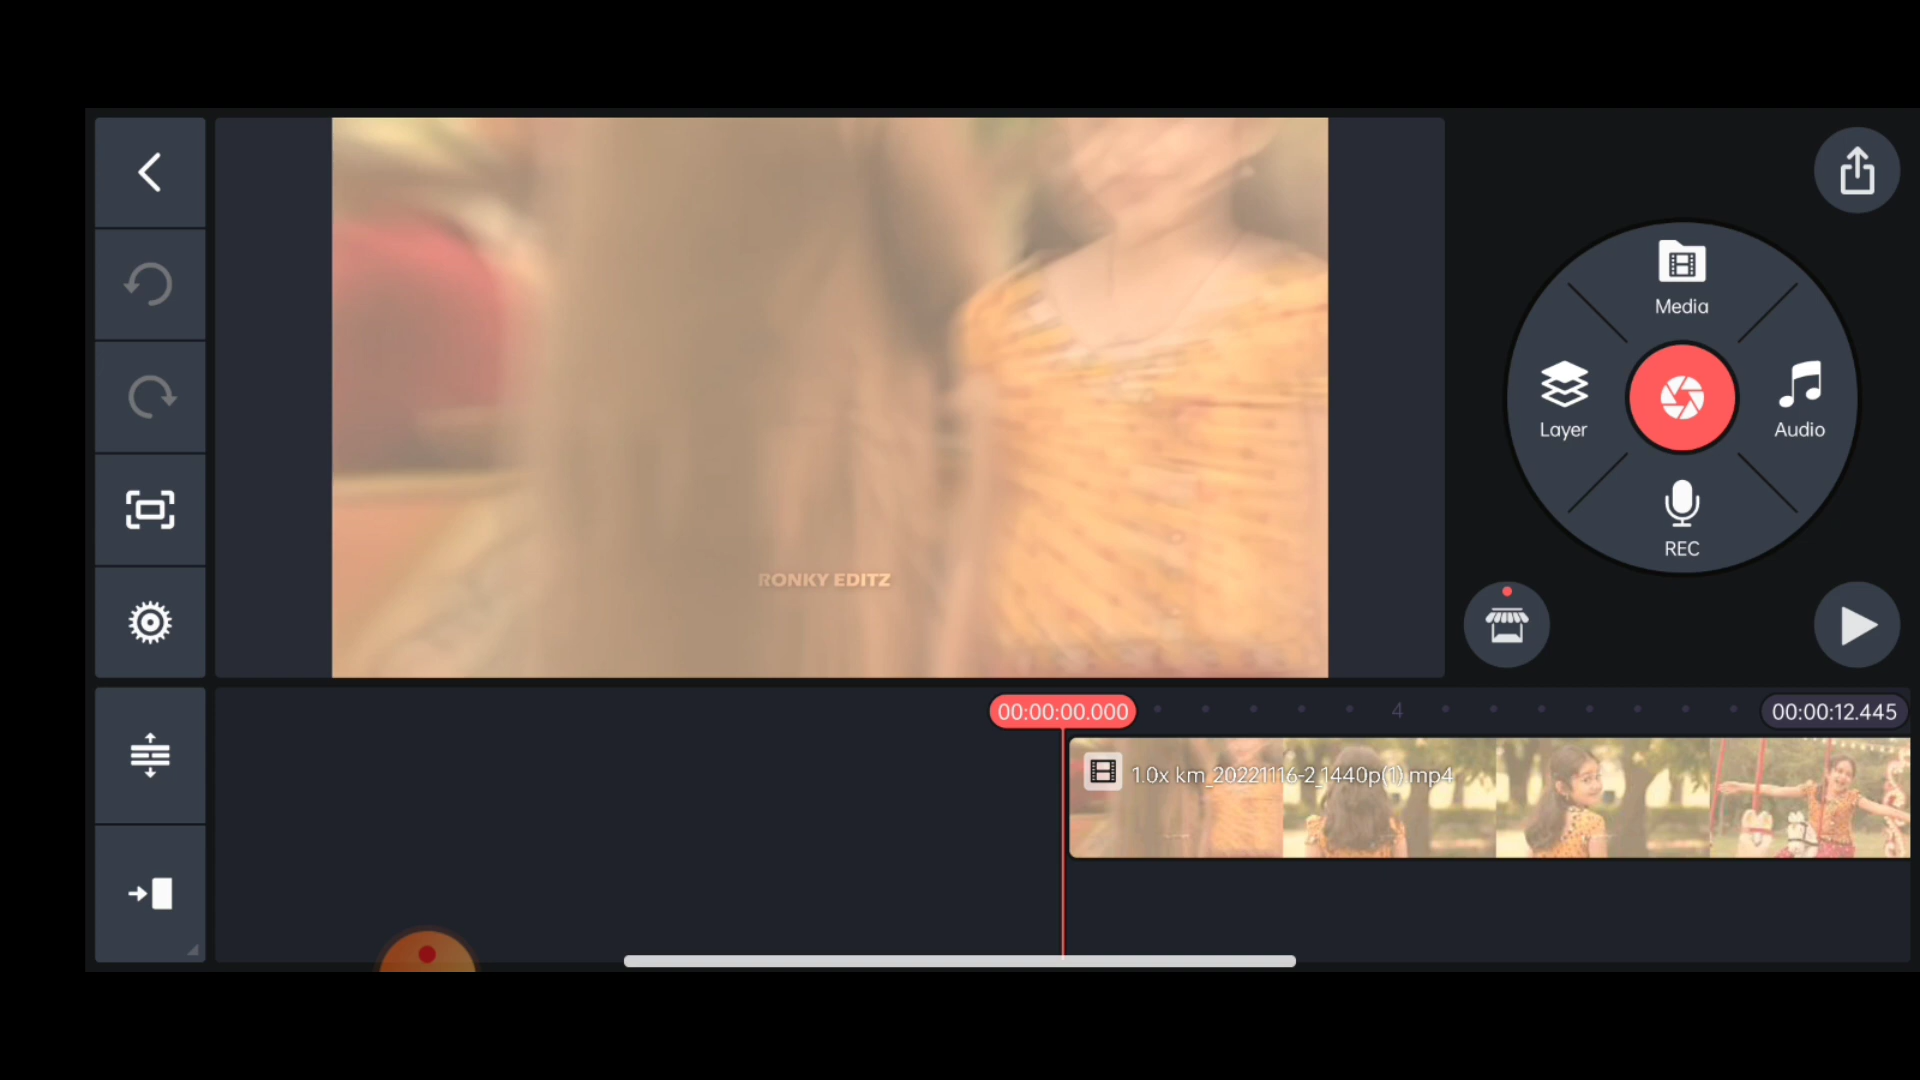 Media
Layer
Audio
REC
RONKY EDITZ
00:00:00.000
4
00:00:12.445
1.0x km_20221116-2_1440p(1).mp4